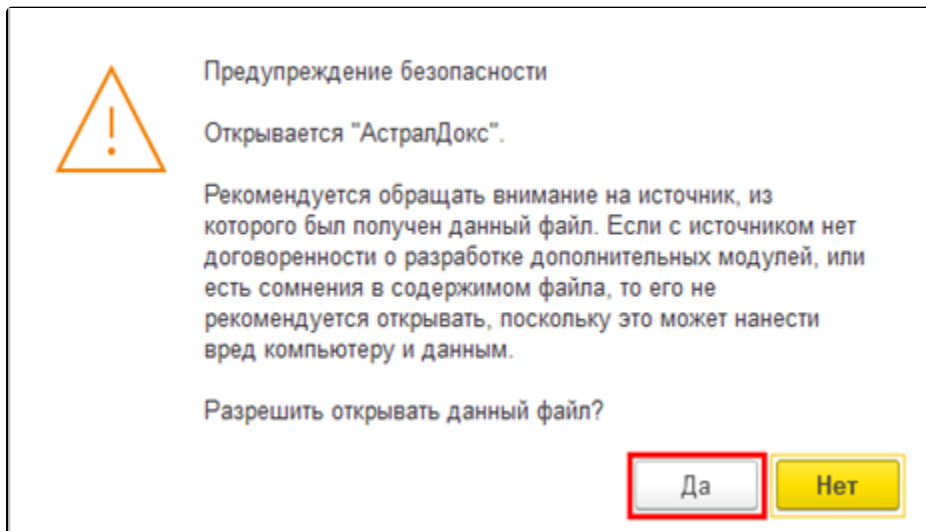 Предупреждение безопасности
Открывается "АстралДокс".
Рекомендуется обращать внимание на источник, из
которого был получен данный файл. Если с источником нет
договоренности о разработке дополнительных модулей, или
есть сомнения в содержимом файла, то его не
рекомендуется открывать, поскольку это может нанести
вред компьютеру и данным.
Разрешить открывать данный файл?
Да Нет